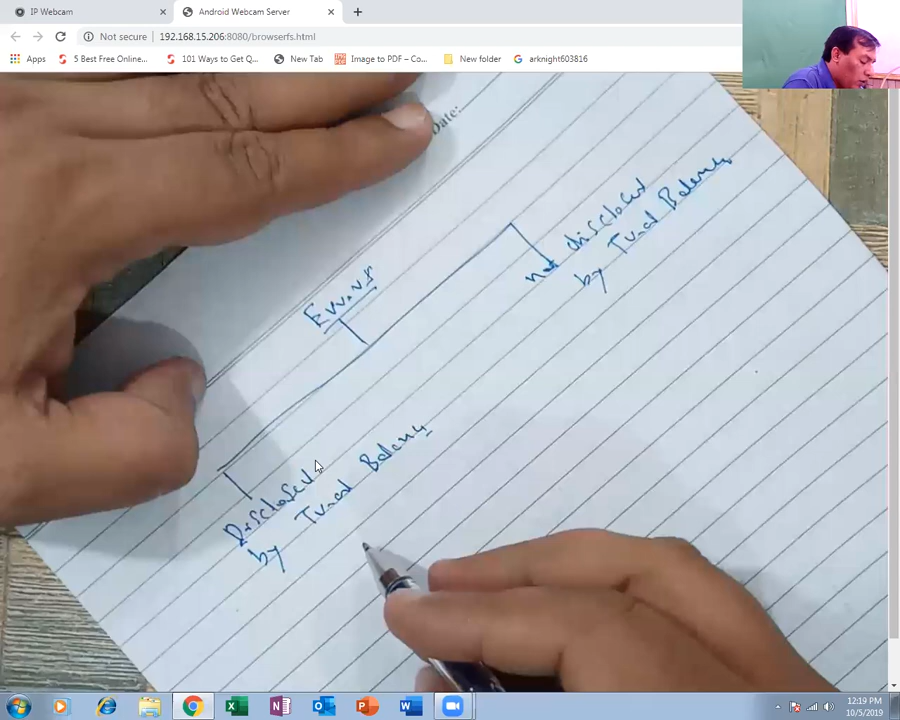 IP Webcam
Android Webcam Server
Not secure | 192.168.15.206:8080/browserfs.html
Apps
5 Best Free Online...
101 Ways to Get Q...
New Tab
Image to PDF – Co...
New folder
arknight603816
Date:
Errors
not disclosed
by Trial Balance
Disclosed
by Trial Balance
12:19 PM
10/5/2019